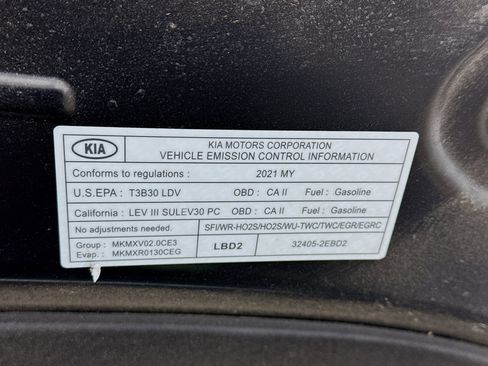 KIA
KIA MOTORS CORPORATION
VEHICLE EMISSION CONTROL INFORMATION
Conforms to regulations : 2021 MY
U.S.EPA : T3B30 LDV OBD : CA II Fuel : Gasoline
California : LEV III SULEV30 PC OBD : CA II Fuel : Gasoline
No adjustments needed. SFI/WR-HO2S/HO2S/WU-TWC/TWC/EGR/EGRC
Group : MKMXV02.0CE3
Evap. : MKMXR0130CEG
LBD2 32405-2EBD2